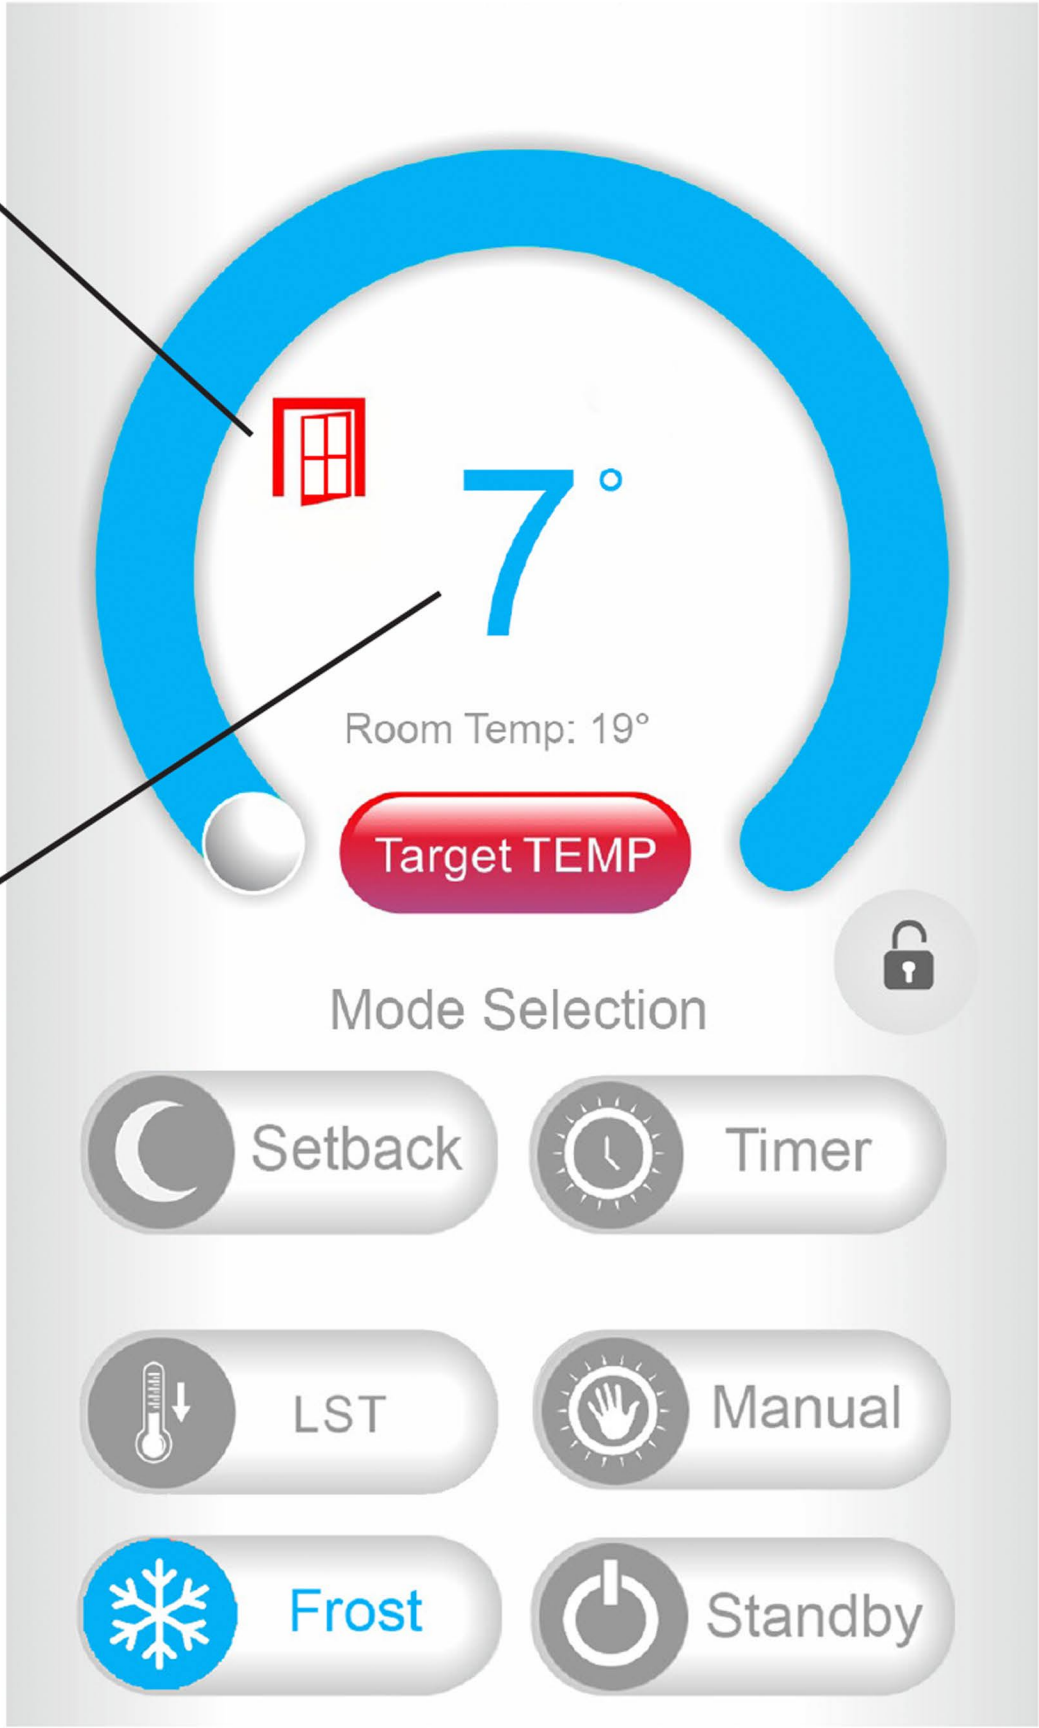 7°
Room Temp: 19°
Target TEMP
Mode Selection
Setback
Timer
LST
Manual
Frost
Standby